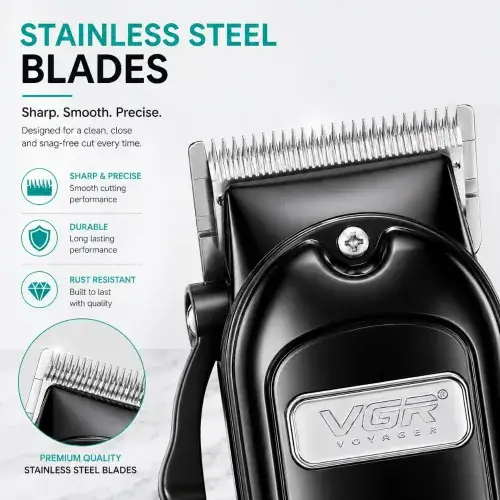 STAINLESS STEEL
BLADES
Sharp. Smooth. Precise.
Designed for a clean, close
and snag-free cut every time.
SHARP & PRECISE
Smooth cutting
performance
DURABLE
Long lasting
performance
RUST RESISTANT
Built to last
with quality
VGR®
VOYAGER
PREMIUM QUALITY
STAINLESS STEEL BLADES